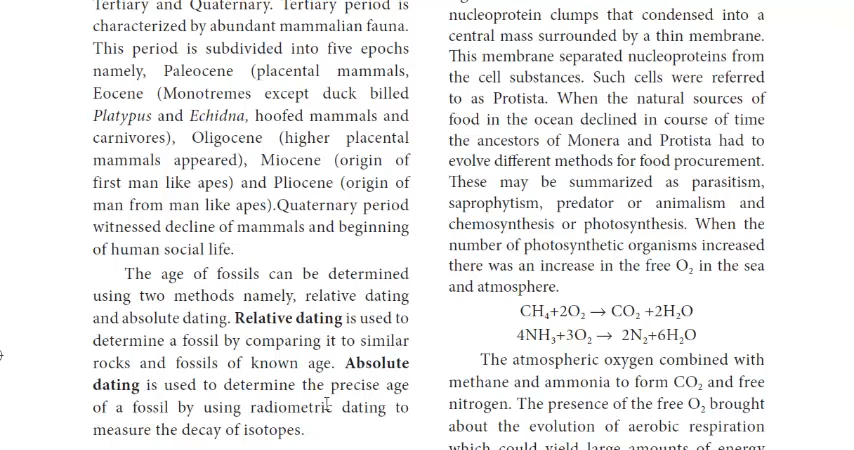 Tertiary and Quaternary. Tertiary period is
characterized by abundant mammalian fauna.
This period is subdivided into five epochs
namely, Paleocene (placental mammals,
Eocene (Monotremes except duck billed
Platypus and Echidna, hoofed mammals and
carnivores), Oligocene (higher placental
mammals appeared), Miocene (origin of
first man like apes) and Pliocene (origin of
man from man like apes).Quaternary period
witnessed decline of mammals and beginning
of human social life.
The age of fossils can be determined
using two methods namely, relative dating
and absolute dating. Relative dating is used to
determine a fossil by comparing it to similar
rocks and fossils of known age. Absolute
dating is used to determine the precise age
of a fossil by using radiometric dating to
measure the decay of isotopes.
nucleoprotein clumps that condensed into a
central mass surrounded by a thin membrane.
This membrane separated nucleoproteins from
the cell substances. Such cells were referred
to as Protista. When the natural sources of
food in the ocean declined in course of time
the ancestors of Monera and Protista had to
evolve different methods for food procurement.
These may be summarized as parasitism,
saprophytism, predator or animalism and
chemosynthesis or photosynthesis. When the
number of photosynthetic organisms increased
there was an increase in the free O₂ in the sea
and atmosphere.
CH₄+2O₂ → CO₂ +2H₂O
4NH₃+3O₂ → 2N₂+6H₂O
The atmospheric oxygen combined with
methane and ammonia to form CO₂ and free
nitrogen. The presence of the free O₂ brought
about the evolution of aerobic respiration
which could yield large amounts of energy